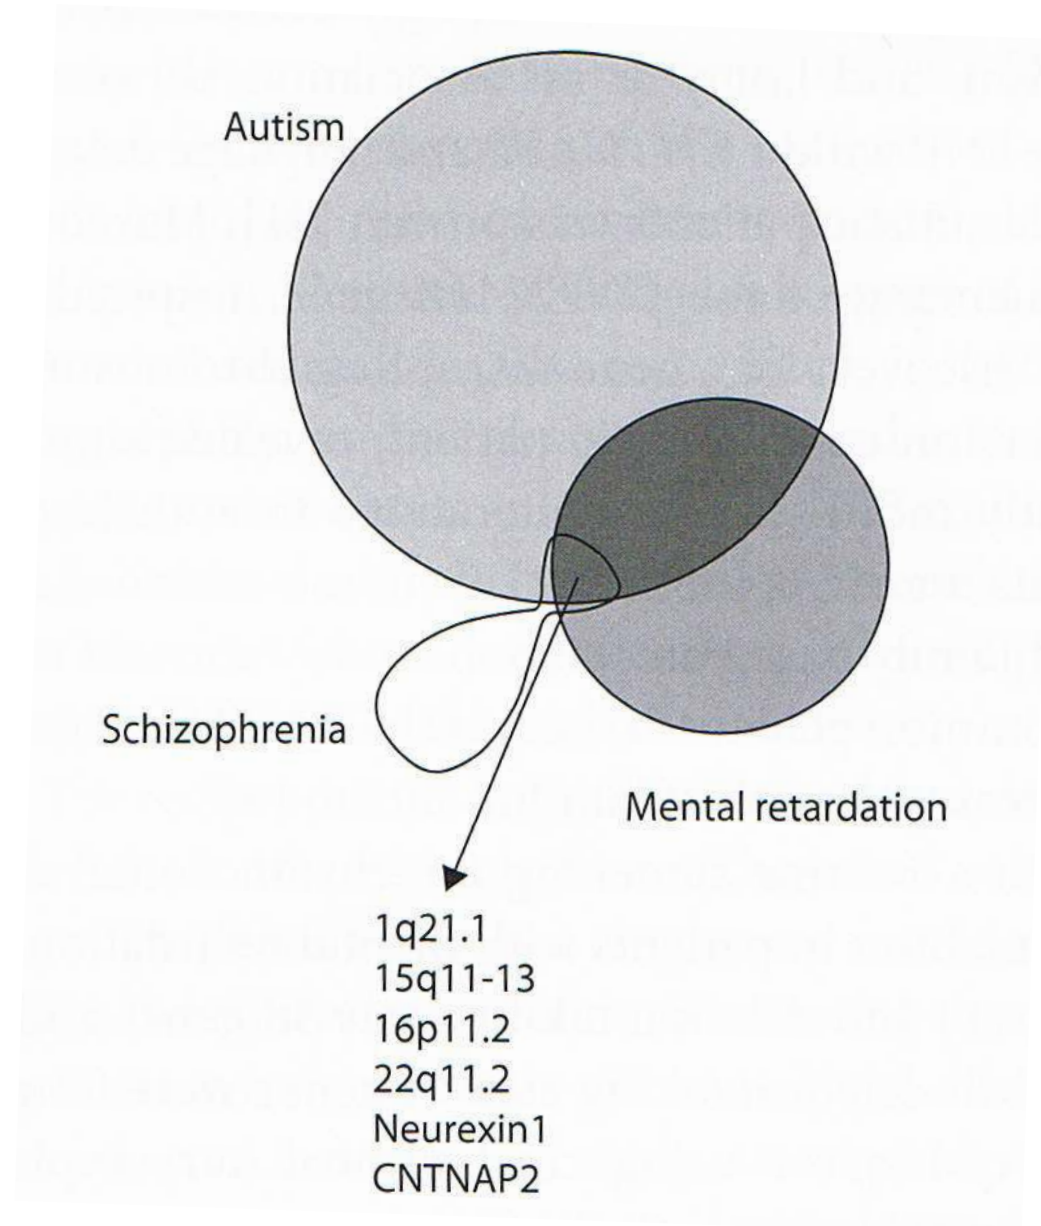 Autism
Schizophrenia
Mental retardation
1q21.1
15q11-13
16p11.2
22q11.2
Neurexin1
CNTNAP2